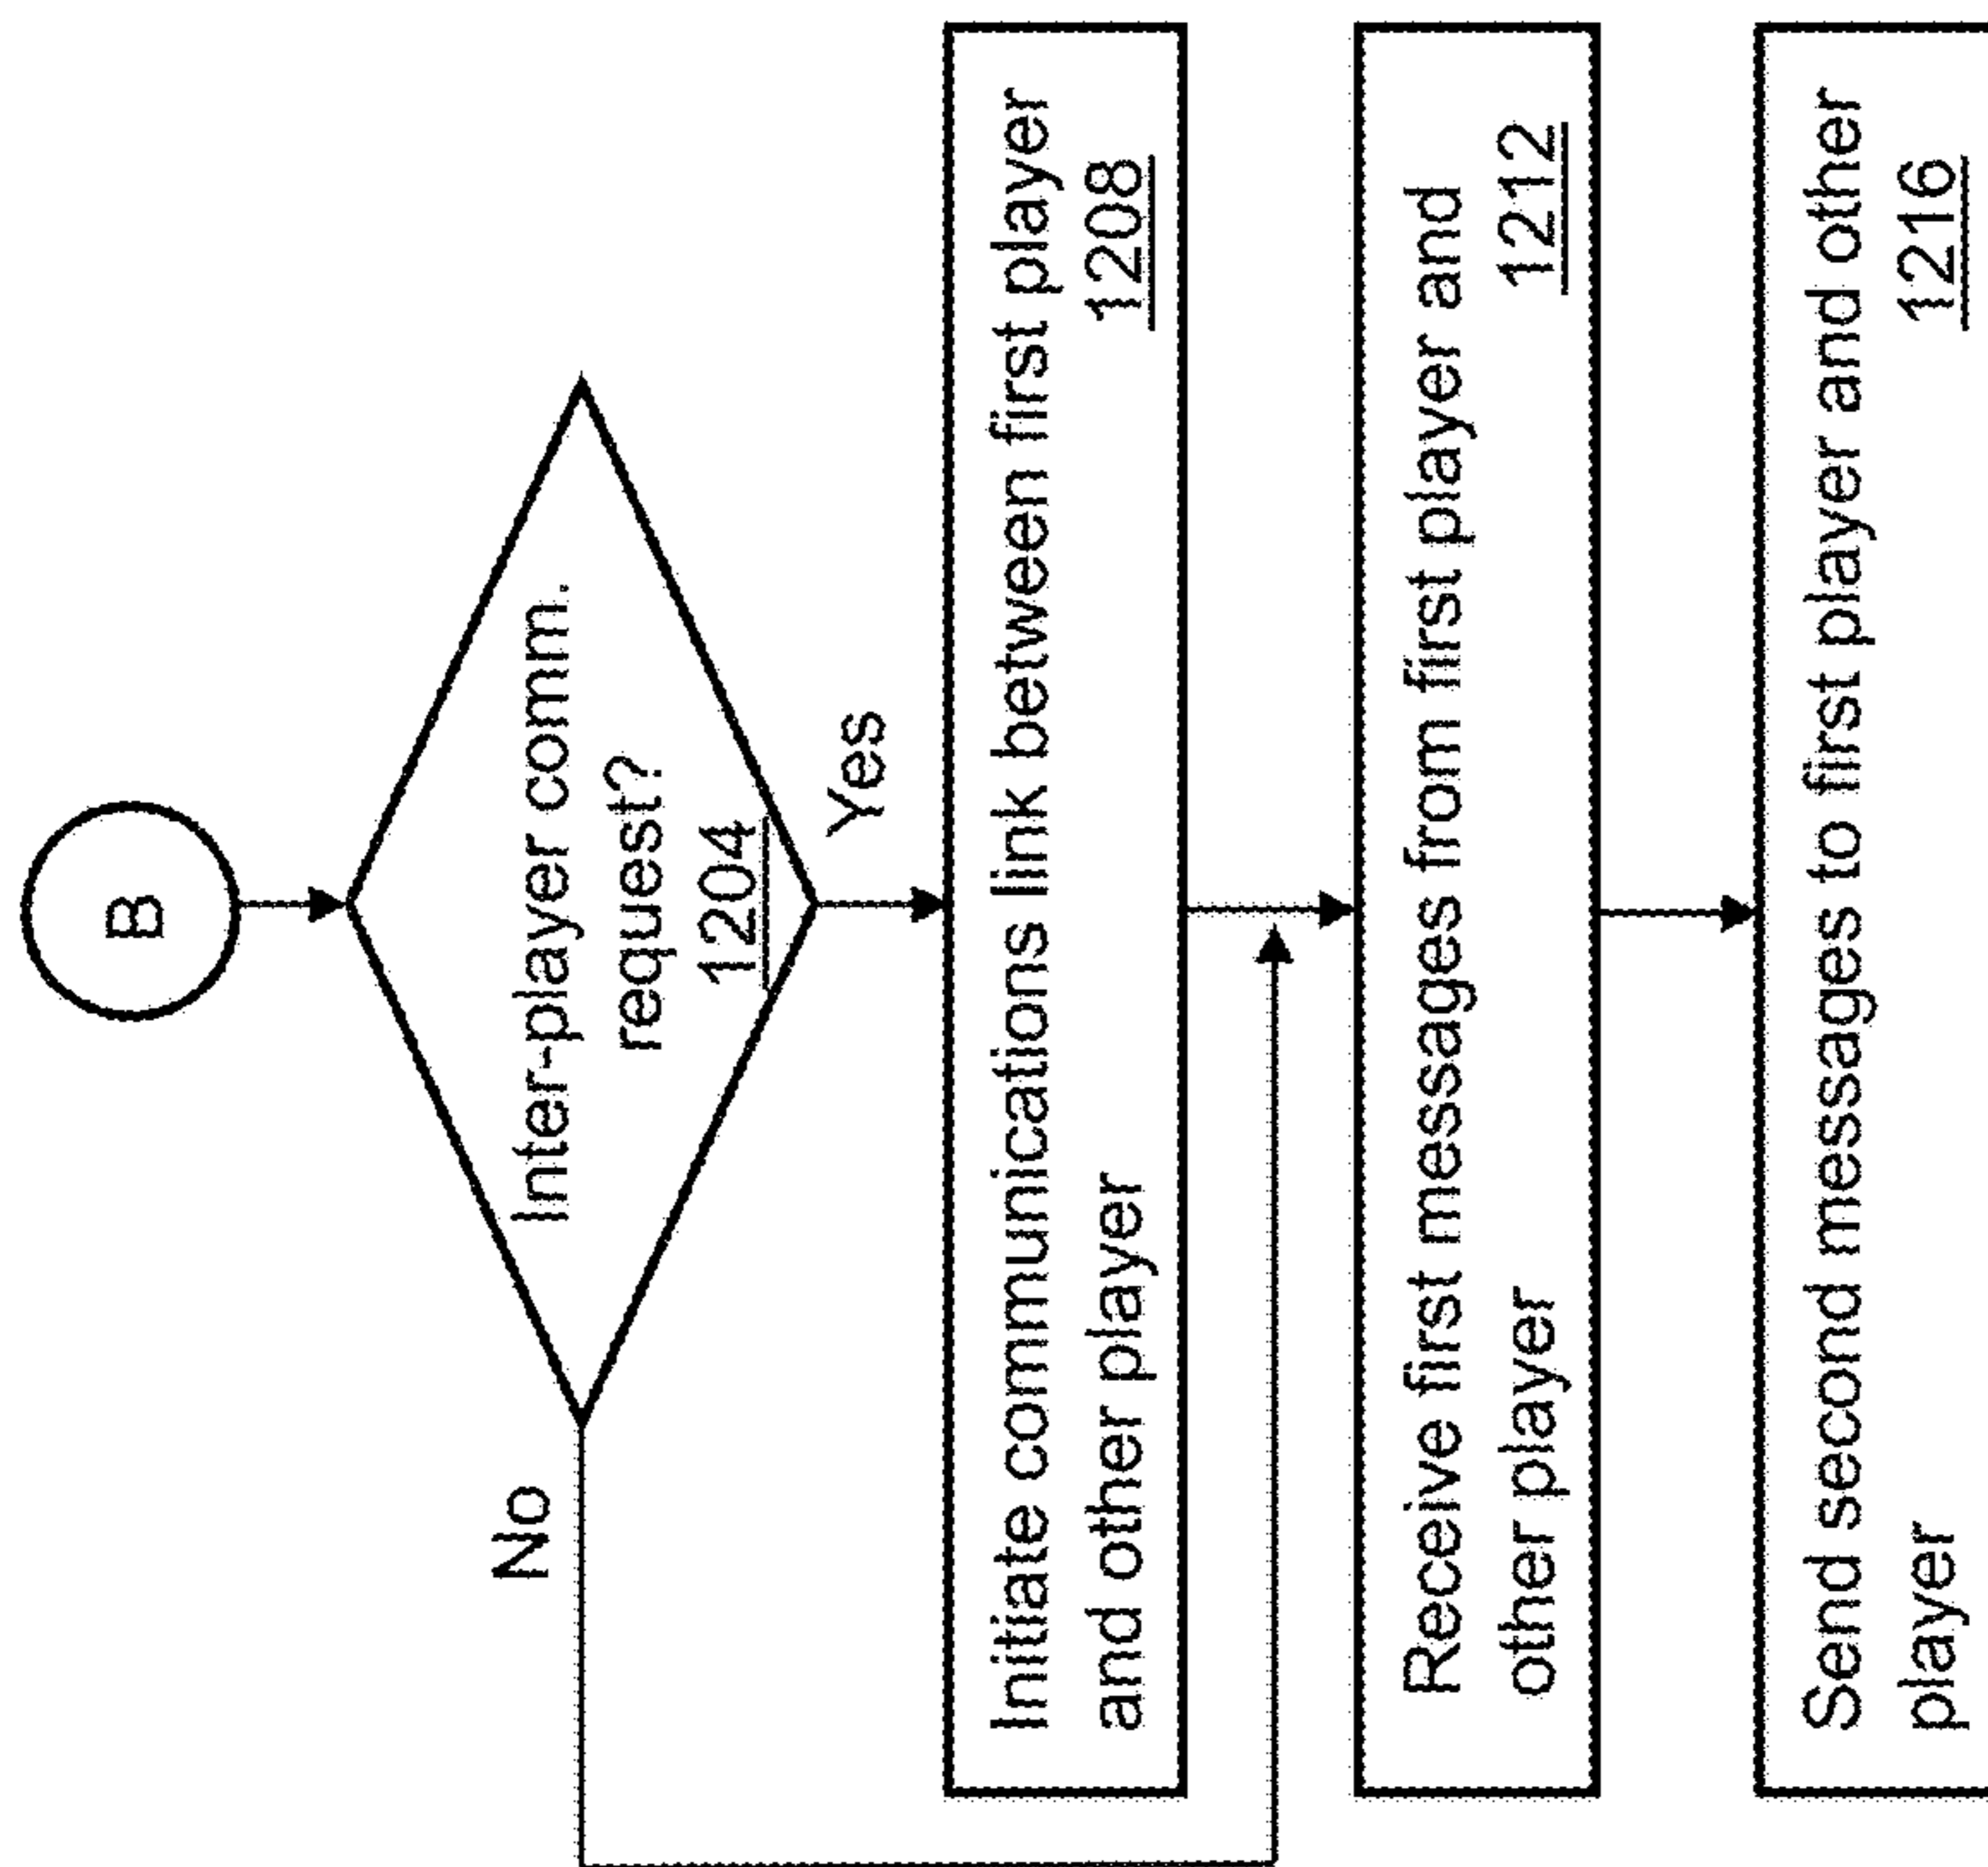 B
Inter-player comm.
request?
1204
No
Yes
Initiate communications link between first player
and other player 1208
Receive first messages from first player and
other player 1212
Send second messages to first player and other
player 1216